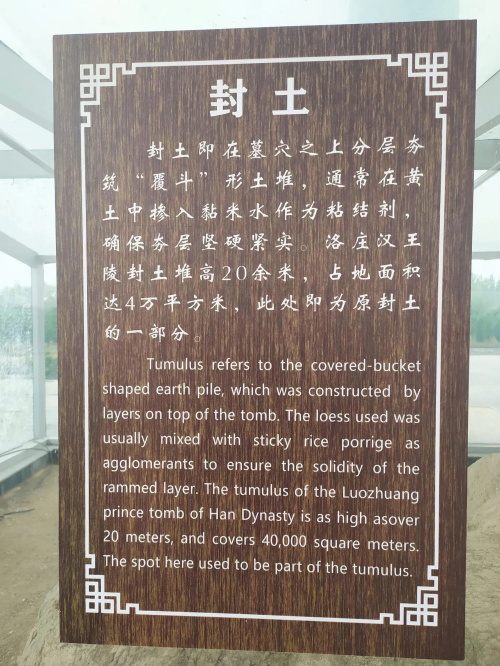 封土
封土即在墓穴之上分层夯
筑“覆斗”形土堆，通常在黄
土中掺入黏米水作为粘结剂，
确保夯层坚硬紧实。洛庄汉王
陵封土堆高20余米，占地面积
达4万平方米，此处即为原封土
的一部分。
Tumulus refers to the covered-bucket
shaped earth pile, which was constructed by
layers on top of the tomb. The loess used was
usually mixed with sticky rice porrige as
agglomerants to ensure the solidity of the
rammed layer. The tumulus of the Luozhuang
prince tomb of Han Dynasty is as high asover
20 meters, and covers 40,000 square meters.
The spot here used to be part of the tumulus.